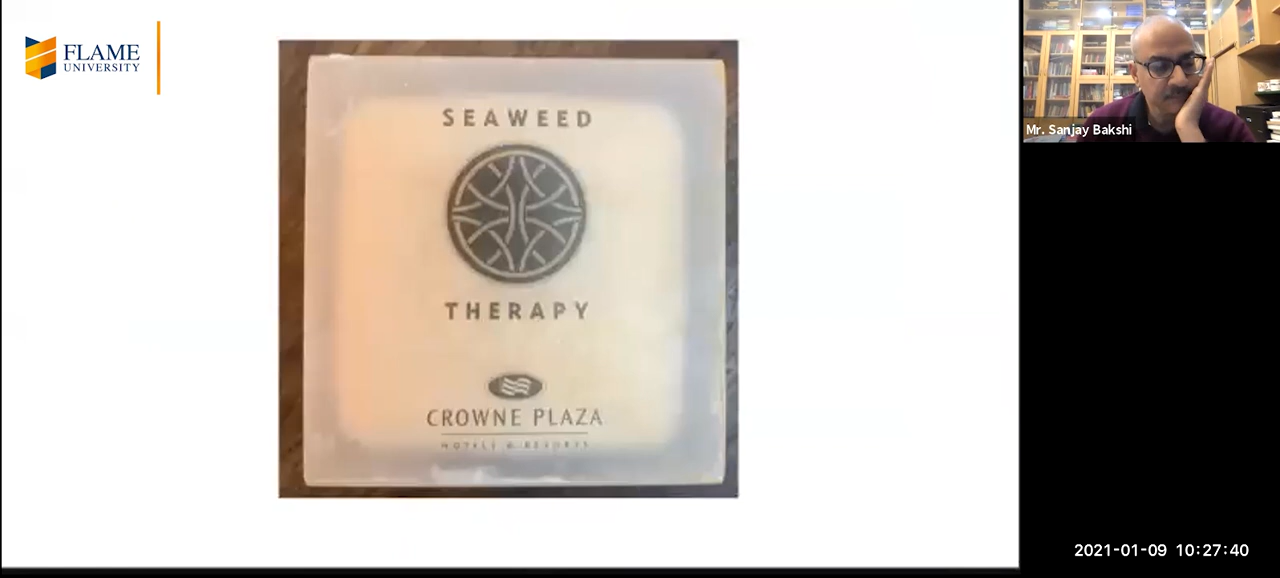 FLAME
UNIVERSITY
SEAWEED
THERAPY
CROWNE PLAZA
HOTELS & RESORTS
Mr. Sanjay Bakshi
2021-01-09 10:27:40